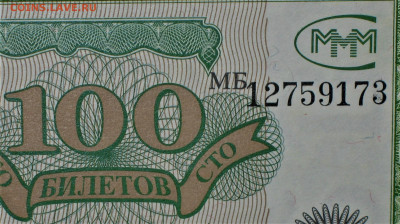 COINS.LAVE.RU
МММ
МБ 12759173
100
СТО
БИЛЕТОВ